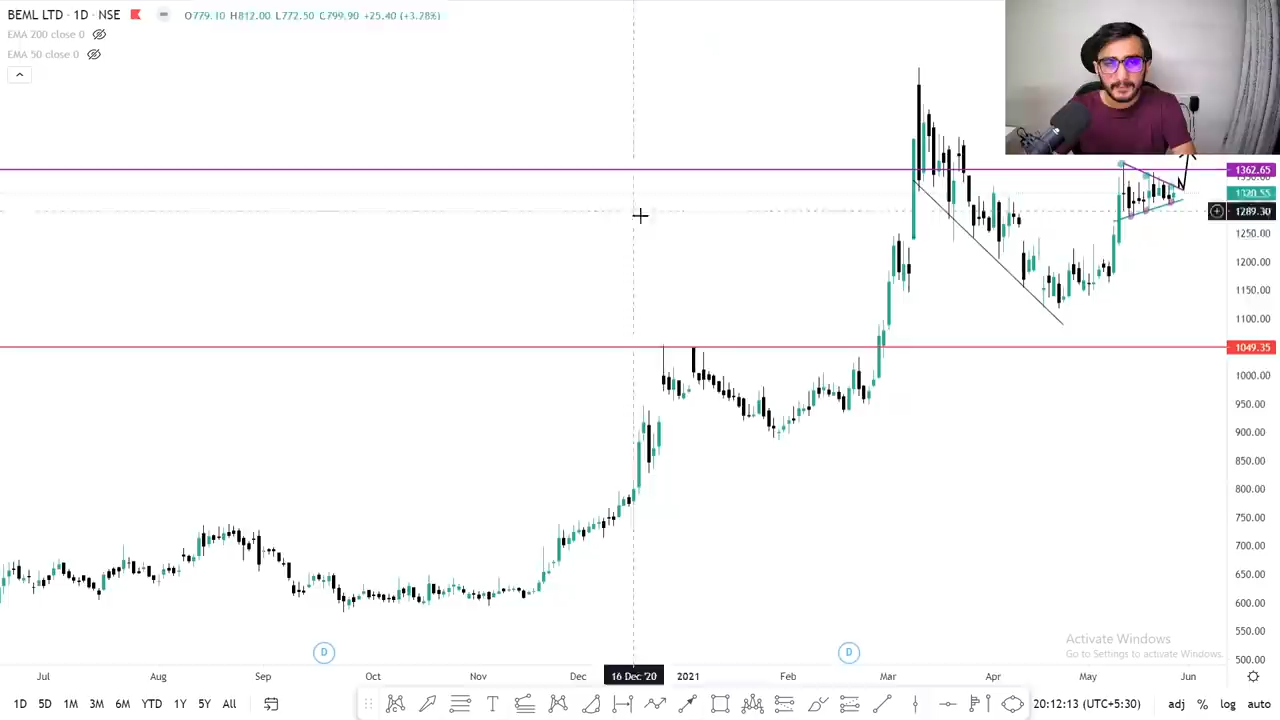 BEML LTD · 1D · NSE O779.10 H812.00 L772.50 C799.90 +25.40 (+3.28%)
EMA 200 close 0
EMA 50 close 0
1362.65
1320.55
1289.30
1250.00
1200.00
1150.00
1100.00
1049.35
1000.00
950.00
900.00
850.00
800.00
750.00
700.00
650.00
600.00
550.00
500.00
D D
Activate Windows
Go to Settings to activate Windows.
Jul Aug Sep Oct Nov Dec 16 Dec '20 2021 Feb Mar Apr May Jun
1D 5D 1M 3M 6M YTD 1Y 5Y All 20:12:13 (UTC+5:30) adj % log auto